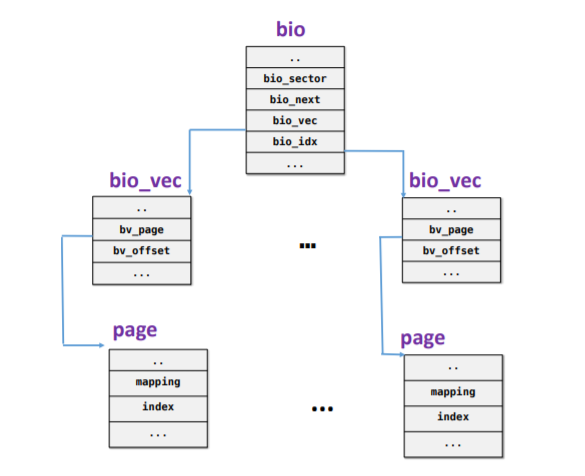 bio
..
bio_sector
bio_next
bio_vec
bio_idx
...
bio_vec
..
bv_page
bv_offset
...
...
bio_vec
..
bv_page
bv_offset
...
page
..
mapping
index
...
...
page
..
mapping
index
...